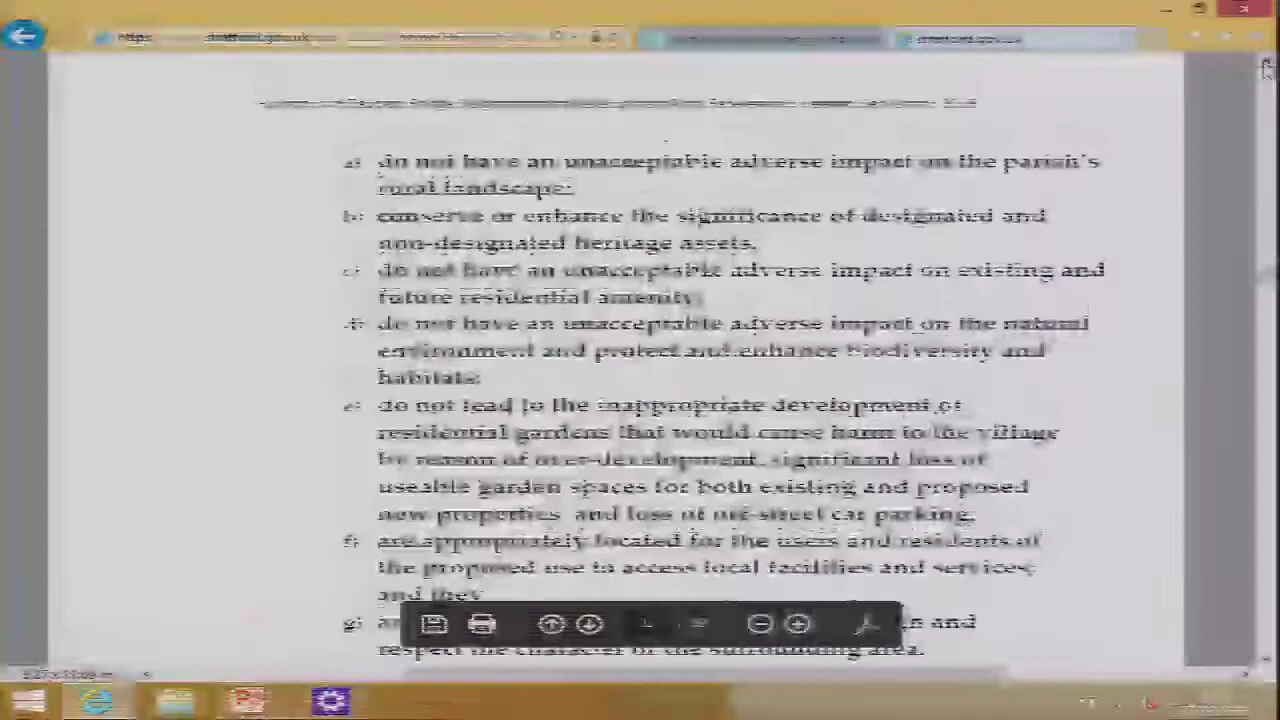 a) do not have an unacceptable adverse impact on the parish's
rural landscape;
b) conserve or enhance the significance of designated and
non-designated heritage assets.
c) do not have an unacceptable adverse impact on existing and
future residential amenity;
d) do not have an unacceptable adverse impact on the natural
environment and protect and enhance biodiversity and
habitats;
e) do not lead to the inappropriate development of
residential gardens that would cause harm to the village
by reason of over-development, significant loss of
useable garden spaces for both existing and proposed
new properties, and loss of off-street car parking;
f) are appropriately located for the users and residents of
the proposed use to access local facilities and services;
and they
g) and
respect the character of the surrounding area.